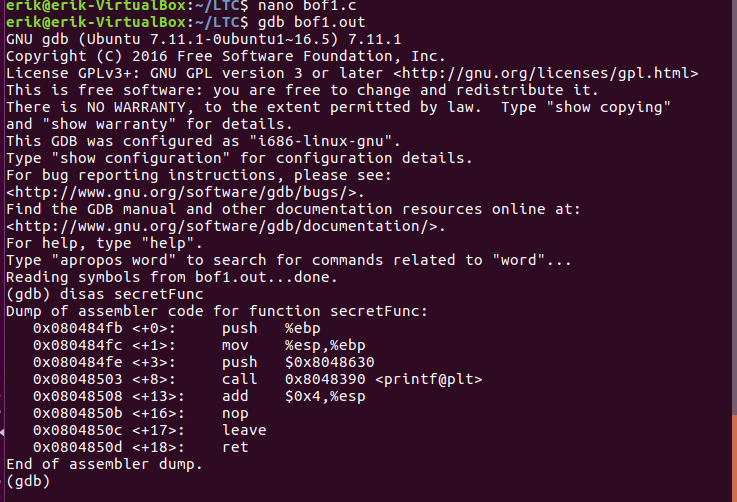 erik@erik-VirtualBox:~/LTC$ nano bof1.c
erik@erik-VirtualBox:~/LTC$ gdb bof1.out
GNU gdb (Ubuntu 7.11.1-0ubuntu1~16.5) 7.11.1
Copyright (C) 2016 Free Software Foundation, Inc.
License GPLv3+: GNU GPL version 3 or later <http://gnu.org/licenses/gpl.html>
This is free software: you are free to change and redistribute it.
There is NO WARRANTY, to the extent permitted by law.  Type "show copying"
and "show warranty" for details.
This GDB was configured as "i686-linux-gnu".
Type "show configuration" for configuration details.
For bug reporting instructions, please see:
<http://www.gnu.org/software/gdb/bugs/>.
Find the GDB manual and other documentation resources online at:
<http://www.gnu.org/software/gdb/documentation/>.
For help, type "help".
Type "apropos word" to search for commands related to "word"...
Reading symbols from bof1.out...done.
(gdb) disas secretFunc
Dump of assembler code for function secretFunc:
   0x080484fb <+0>:     push   %ebp
   0x080484fc <+1>:     mov    %esp,%ebp
   0x080484fe <+3>:     push   $0x8048630
   0x08048503 <+8>:     call   0x8048390 <printf@plt>
   0x08048508 <+13>:    add    $0x4,%esp
   0x0804850b <+16>:    nop
   0x0804850c <+17>:    leave
   0x0804850d <+18>:    ret
End of assembler dump.
(gdb)